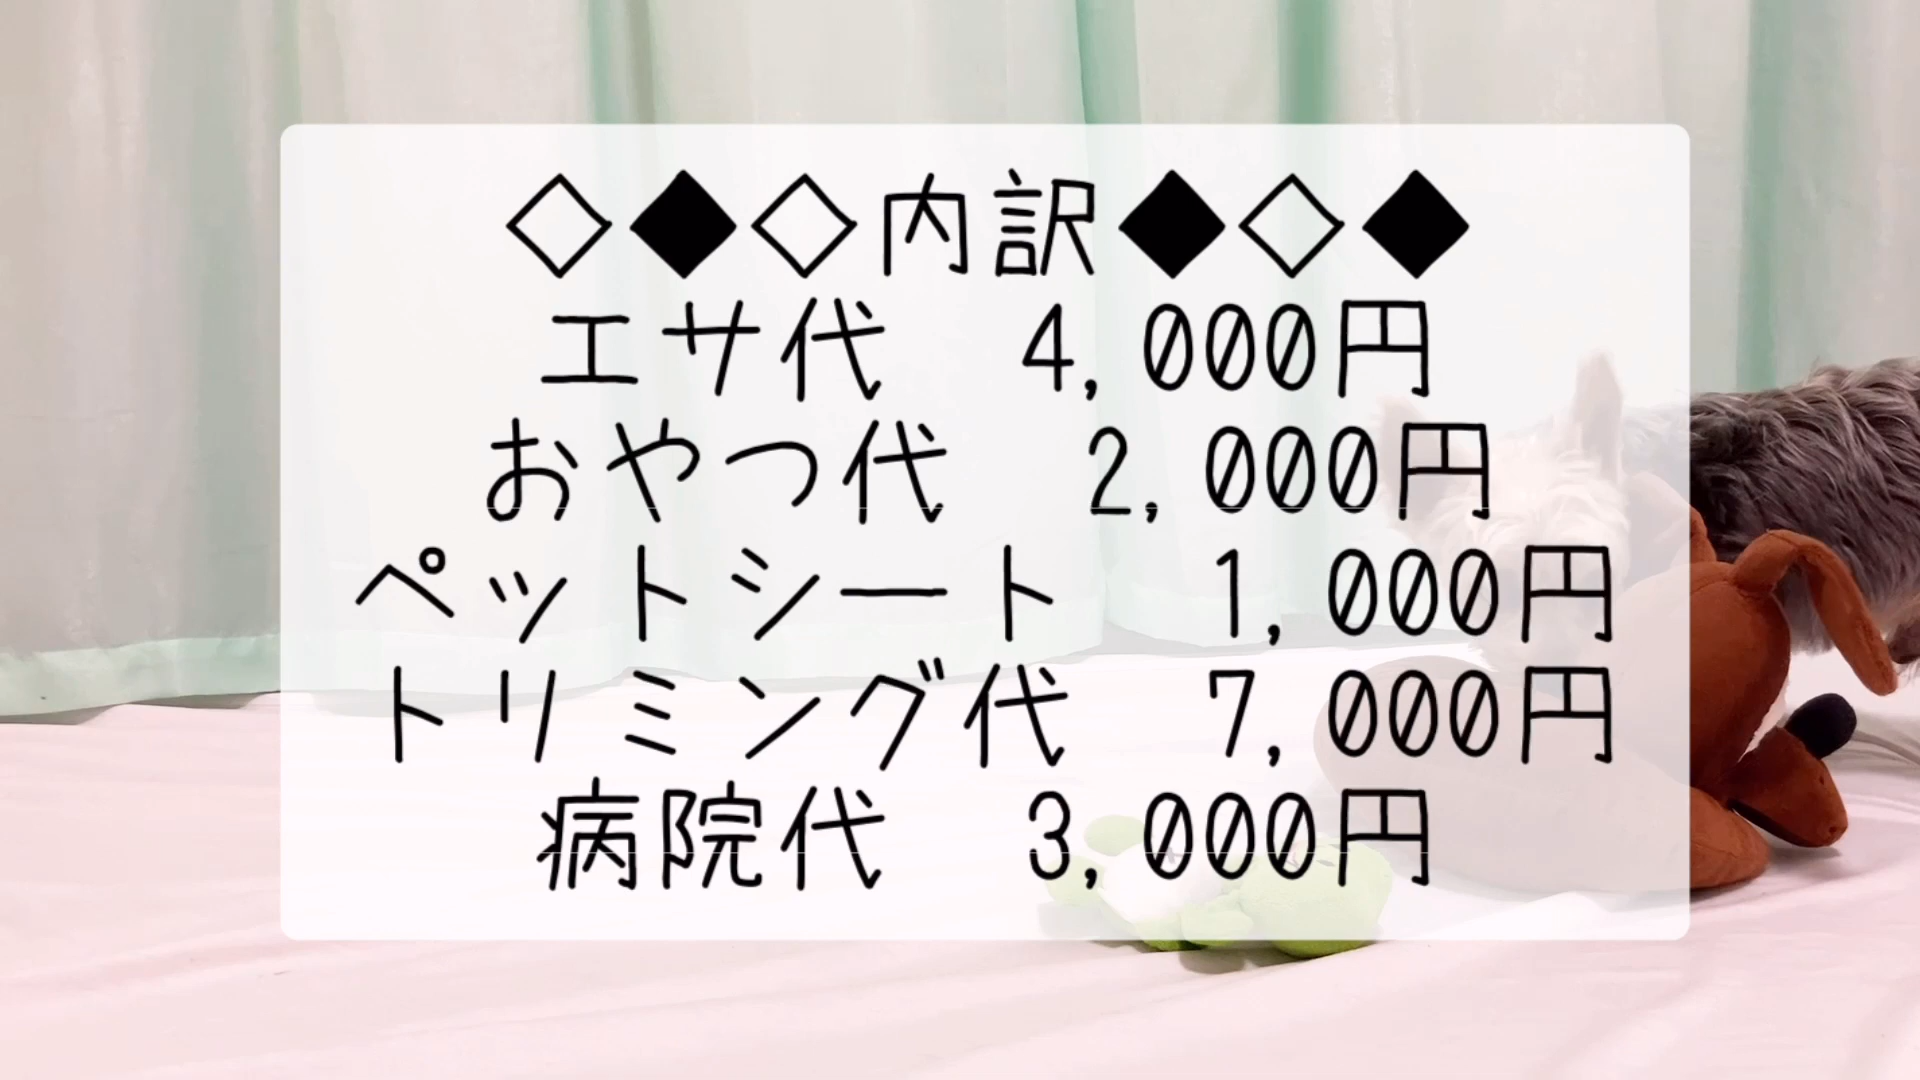 ◇◆◇内訳◆◇◆
エサ代　4,000円
おやつ代　2,000円
ペットシート　1,000円
トリミング代　7,000円
病院代　3,000円